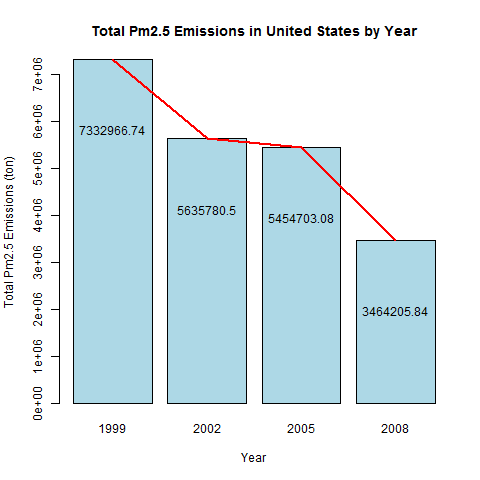 Total Pm2.5 Emissions in United States by Year
Total Pm2.5 Emissions (ton)
7e+06
6e+06
5e+06
4e+06
3e+06
2e+06
1e+06
0e+00
7332966.74
5635780.5
5454703.08
3464205.84
1999 2002 2005 2008
Year